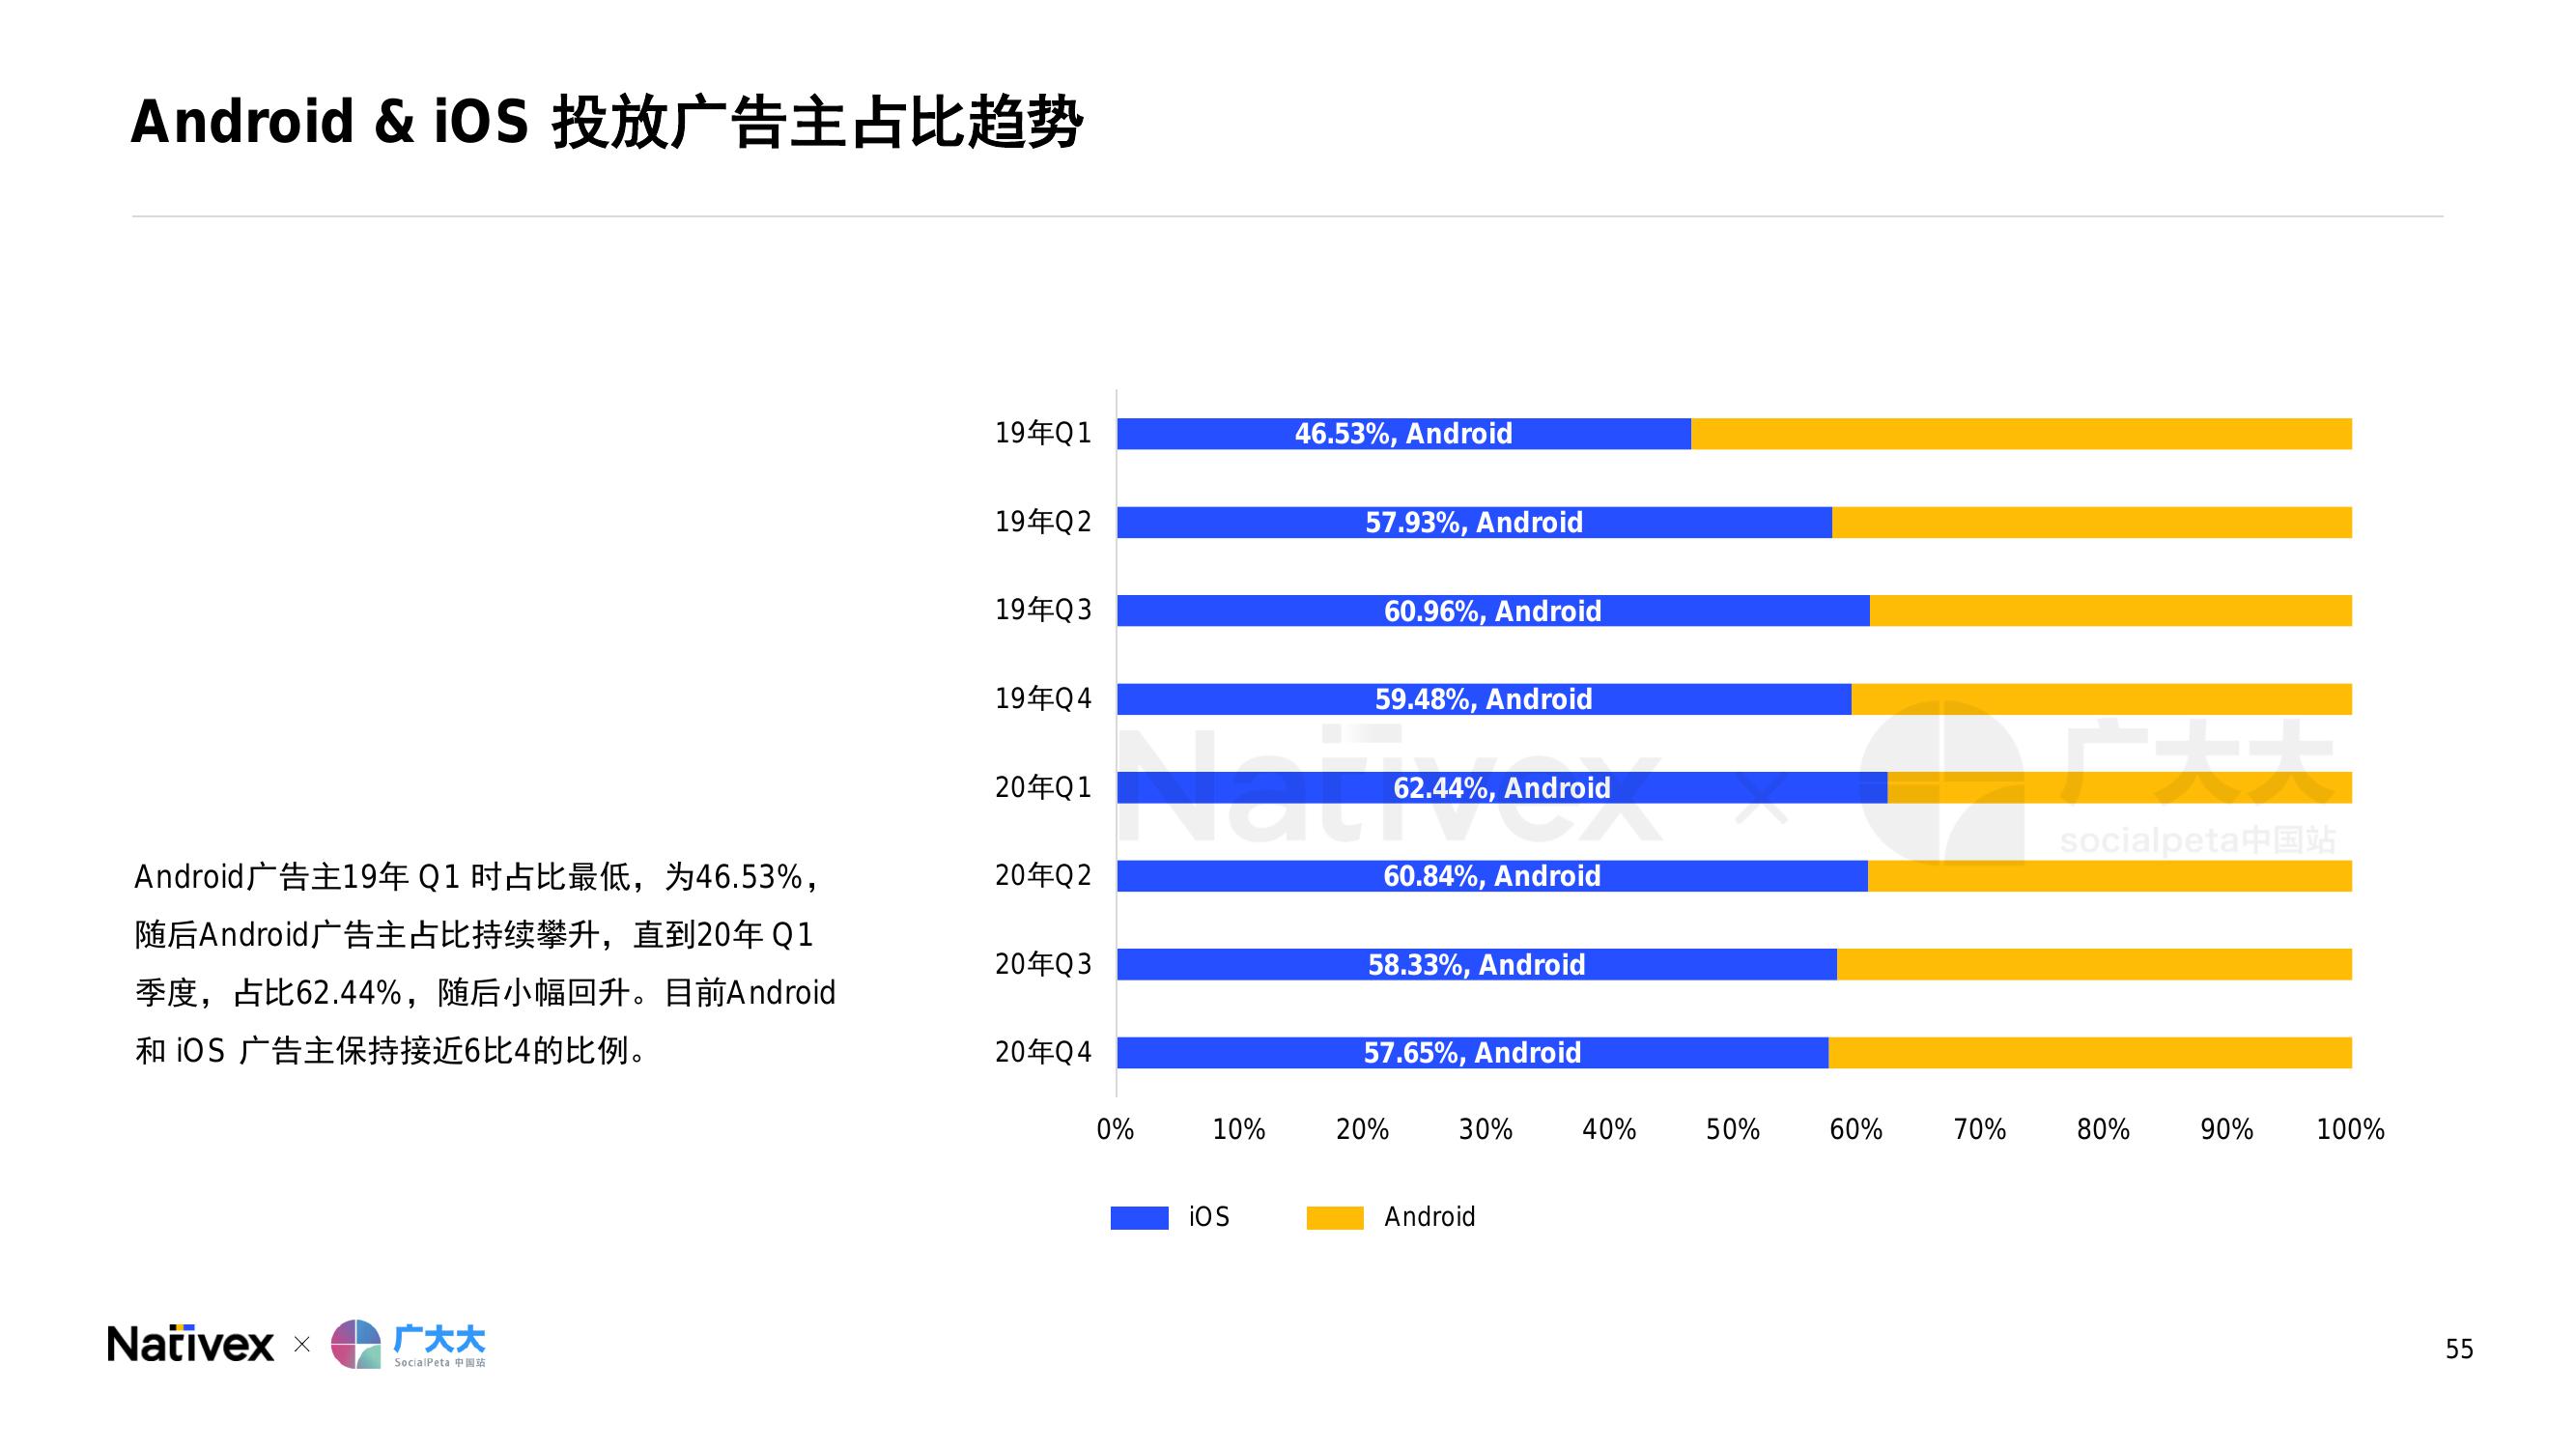 Android & iOS 投放广告主占比趋势
Android广告主19年 Q1 时占比最低，为46.53%，
随后Android广告主占比持续攀升，直到20年 Q1
季度，占比62.44%，随后小幅回升。目前Android
和 iOS 广告主保持接近6比4的比例。
19年Q1
46.53%, Android
19年Q2
57.93%, Android
19年Q3
60.96%, Android
19年Q4
59.48%, Android
20年Q1
62.44%, Android
20年Q2
60.84%, Android
20年Q3
58.33%, Android
20年Q4
57.65%, Android
0% 10% 20% 30% 40% 50% 60% 70% 80% 90% 100%
iOS Android
Nativex × 广大大
socialpeta中国站
Nativex × 广大大
SocialPeta 中国站
55